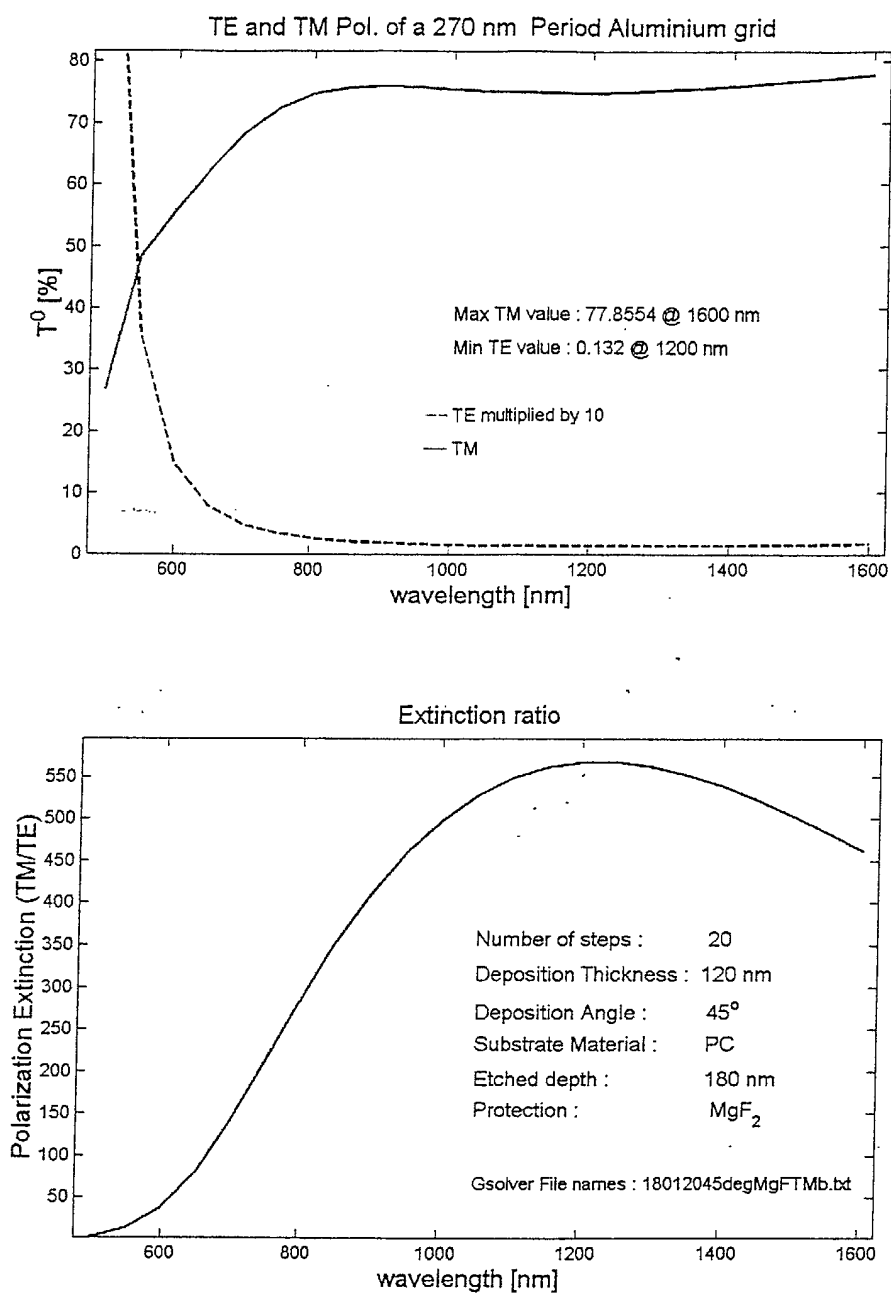 TE and TM Pol. of a 270 nm Period Aluminium grid
80
70
60
50
40
30
20
10
0
T⁰ [%]
Max TM value : 77.8554 @ 1600 nm
Min TE value : 0.132 @ 1200 nm
--- TE multiplied by 10
— TM
600
800
1000
1200
1400
1600
wavelength [nm]
Extinction ratio
550
500
450
400
350
300
250
200
150
100
50
Polarization Extinction (TM/TE)
Number of steps : 20
Deposition Thickness : 120 nm
Deposition Angle : 45°
Substrate Material : PC
Etched depth : 180 nm
Protection : MgF₂
Gsolver File names : 18012045degMgFTMb.txt
600
800
1000
1200
1400
1600
wavelength [nm]